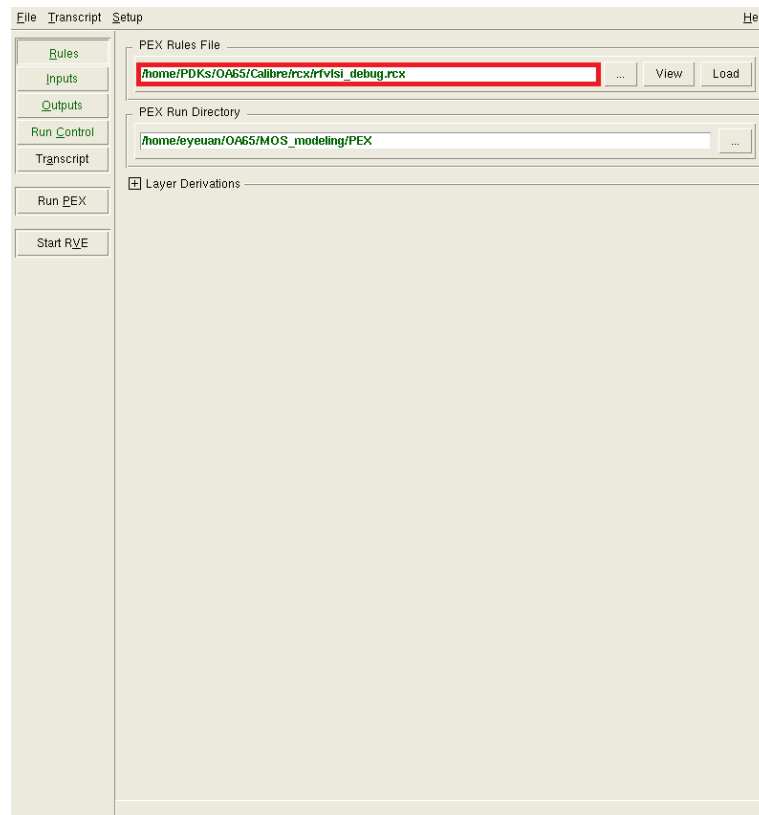 File Transcript Setup He
Rules
Inputs
Outputs
Run Control
Transcript
Run PEX
Start RVE
PEX Rules File
/home/PDKs/OA65/Calibre/rcx/rfvlsi_debug.rcx ... View Load
PEX Run Directory
/home/eyeuan/OA65/MOS_modeling/PEX ...
+ Layer Derivations